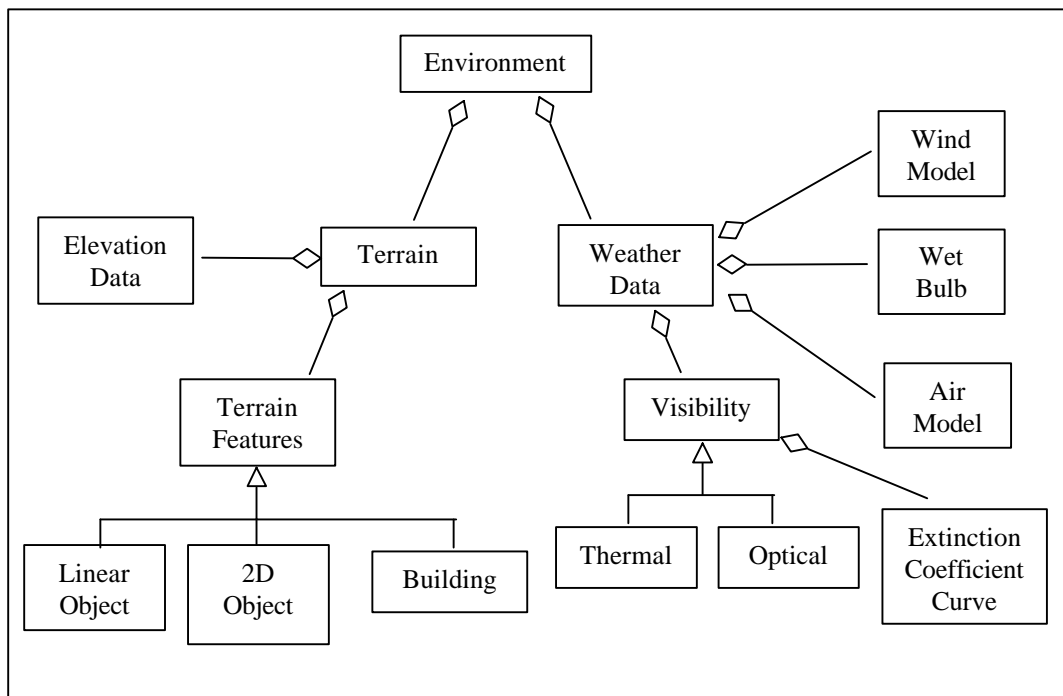 Environment
Wind
Model
Elevation
Data
Terrain
Weather
Data
Wet
Bulb
Terrain
Features
Visibility
Air
Model
Linear
Object
2D
Object
Building
Thermal
Optical
Extinction
Coefficient
Curve